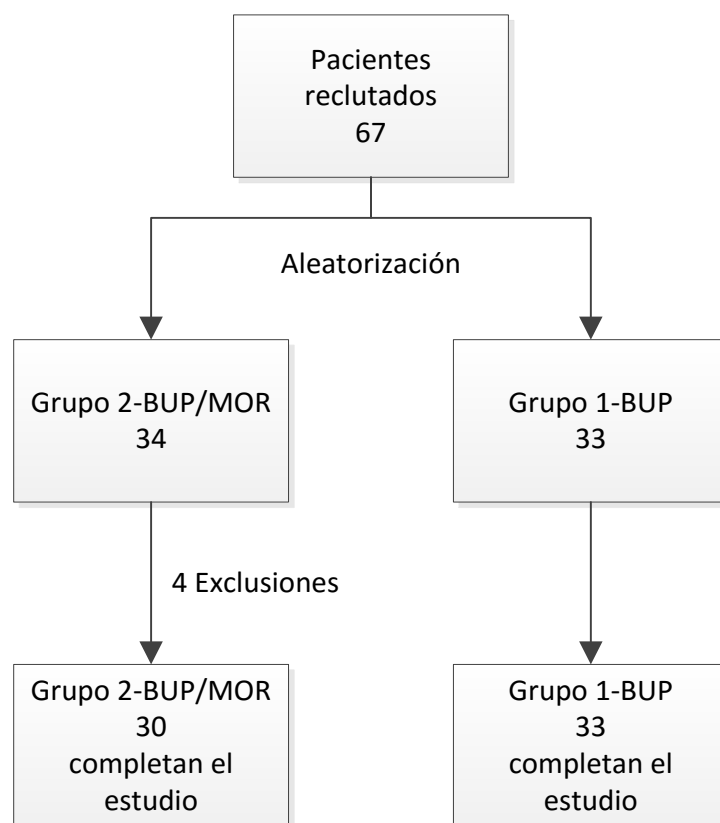 Pacientes
reclutados
67
Aleatorización
Grupo 2-BUP/MOR
34
Grupo 1-BUP
33
4 Exclusiones
Grupo 2-BUP/MOR
30
completan el
estudio
Grupo 1-BUP
33
completan el
estudio